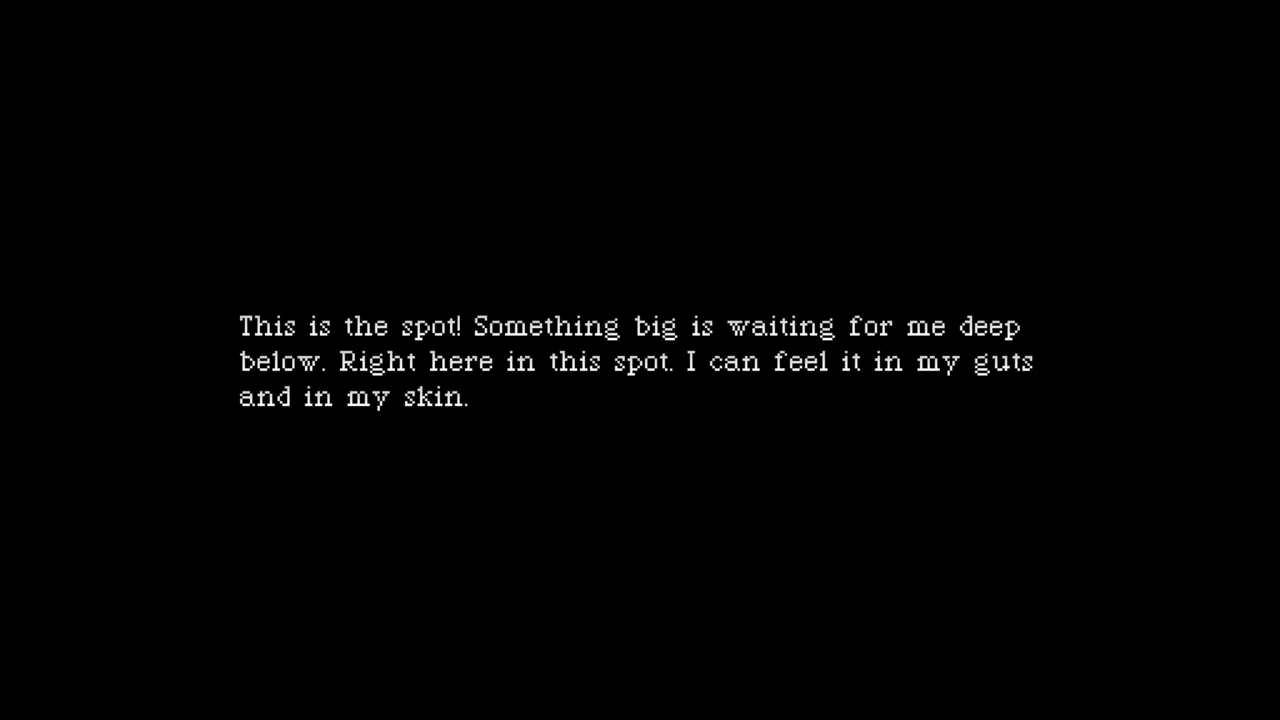 This is the spot! Something big is waiting for me deep
below. Right here in this spot. I can feel it in my guts
and in my skin.